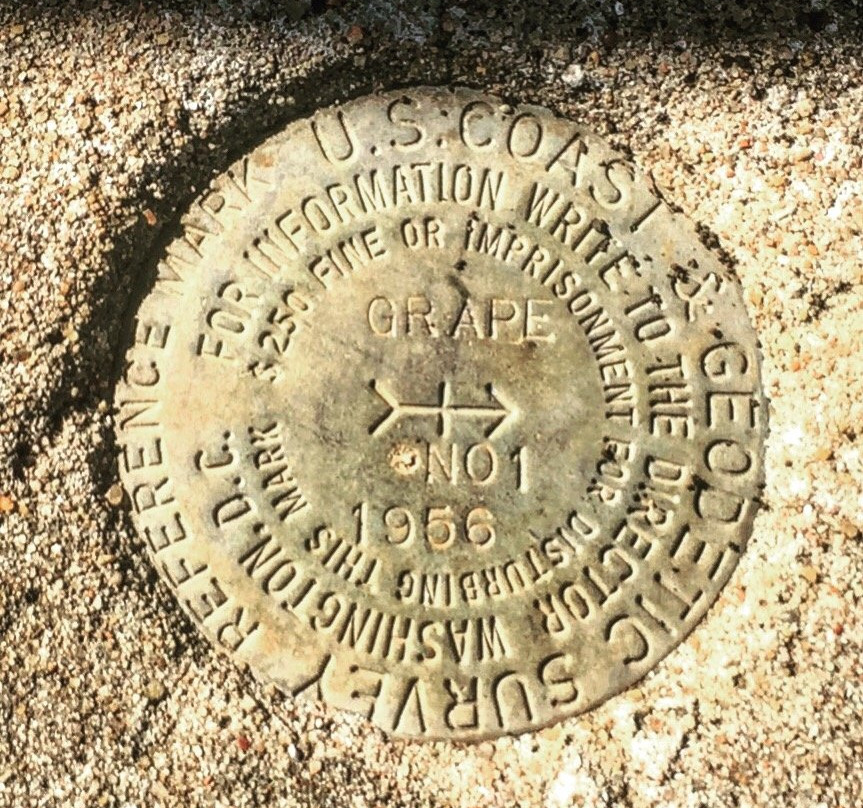 U.S. COAST & GEODETIC SURVEY REFERENCE MARK
FOR INFORMATION WRITE TO THE DIRECTOR WASHINGTON, D.C.
$250. FINE OR IMPRISONMENT FOR DISTURBING THIS MARK
GRAPE
NO 1
1956